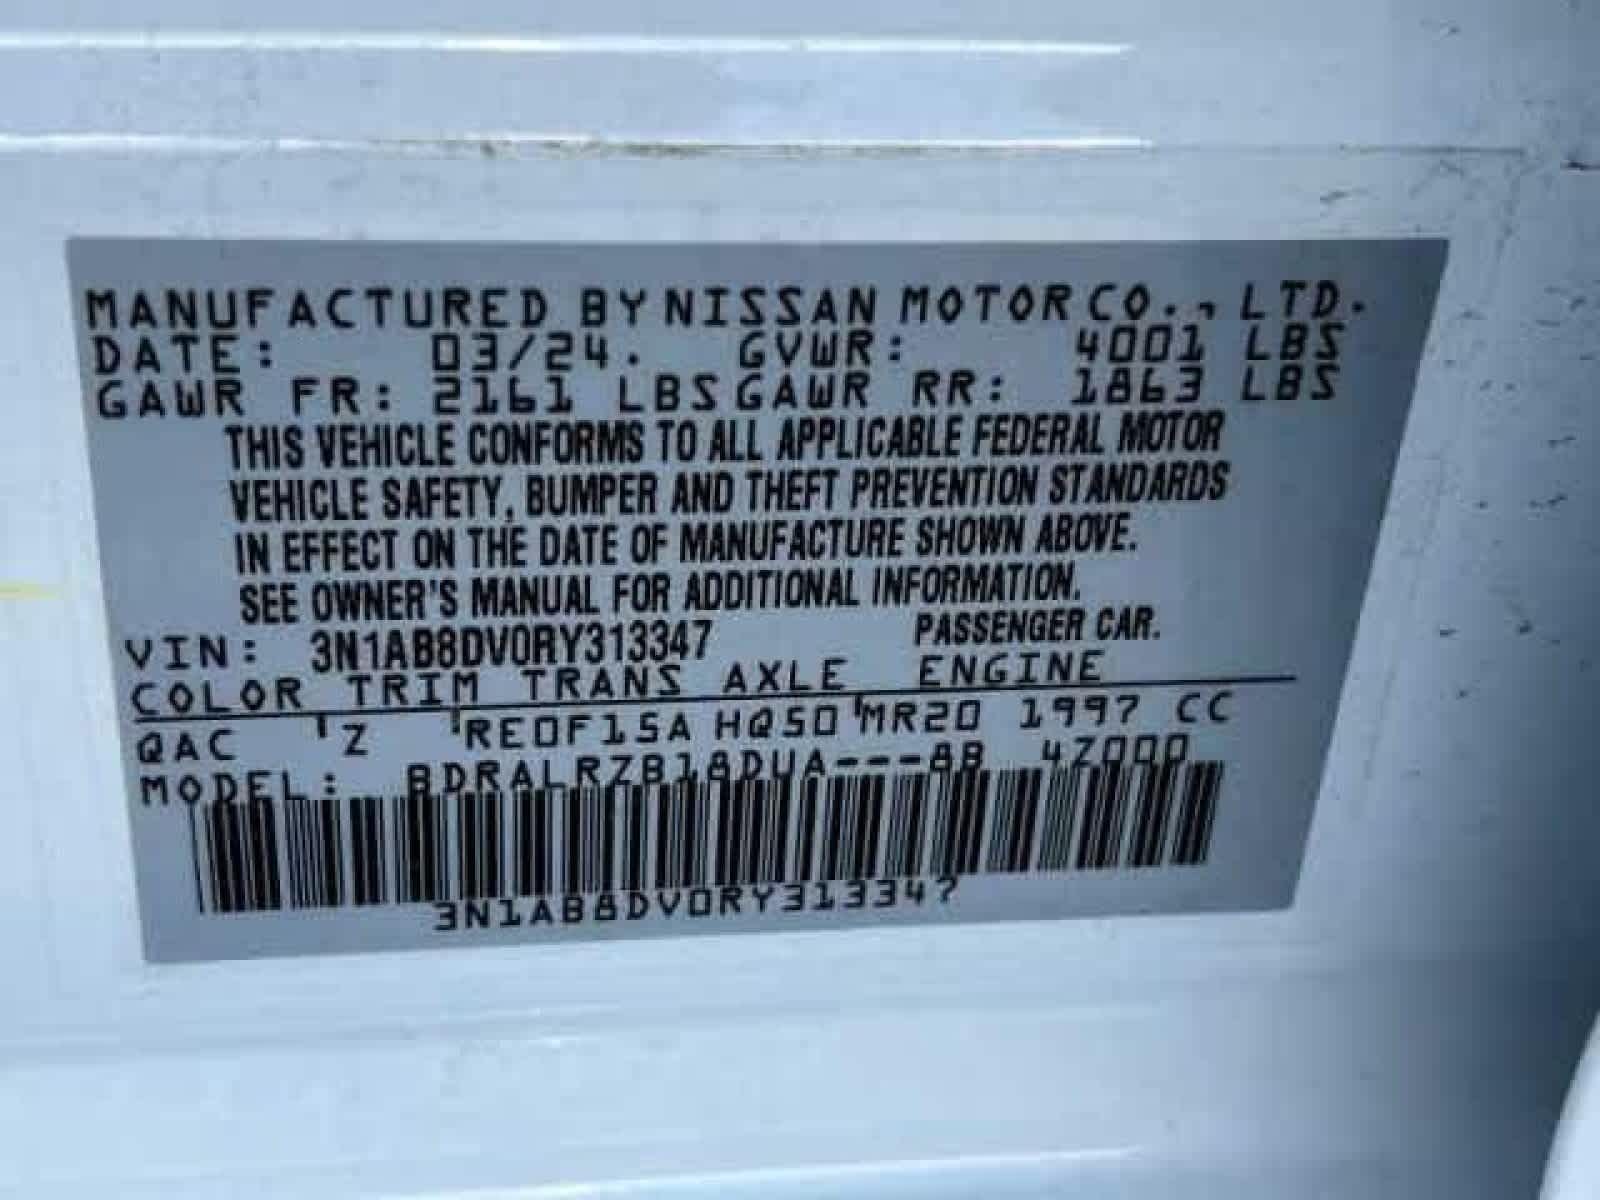 MANUFACTURED BY NISSAN MOTOR CO., LTD.
DATE: 03/24. GVWR: 4001 LBS
GAWR FR: 2161 LBS GAWR RR: 1863 LBS
THIS VEHICLE CONFORMS TO ALL APPLICABLE FEDERAL MOTOR
VEHICLE SAFETY, BUMPER AND THEFT PREVENTION STANDARDS
IN EFFECT ON THE DATE OF MANUFACTURE SHOWN ABOVE.
SEE OWNER'S MANUAL FOR ADDITIONAL INFORMATION.
VIN: 3N1AB8DV0RY313347 PASSENGER CAR.
COLOR TRIM TRANS AXLE ENGINE
QAC Z RE0F15A HQ50 MR20 1997 CC
MODEL: BDRALRZB18DUA---8B 4Z000
3N1AB8DV0RY313347